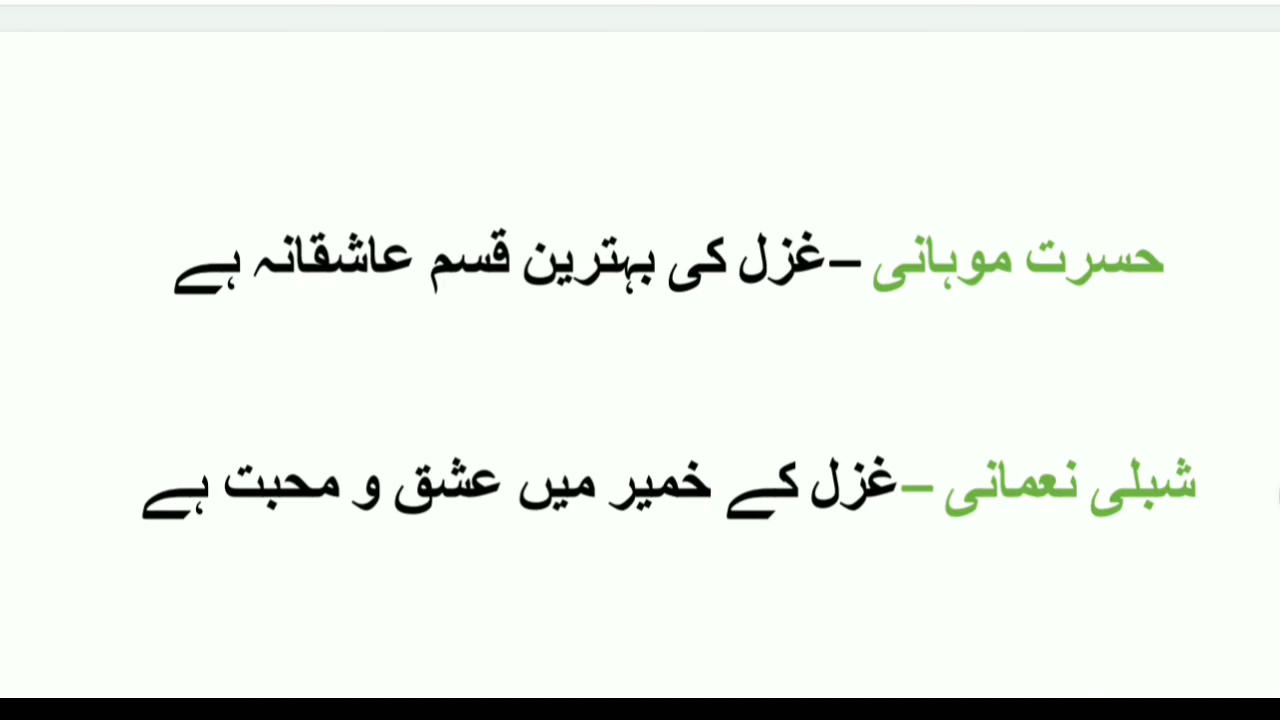 حسرت موہانی –غزل کی بہترین قسم عاشقانہ ہے
شبلی نعمانی –غزل کے خمیر میں عشق و محبت ہے